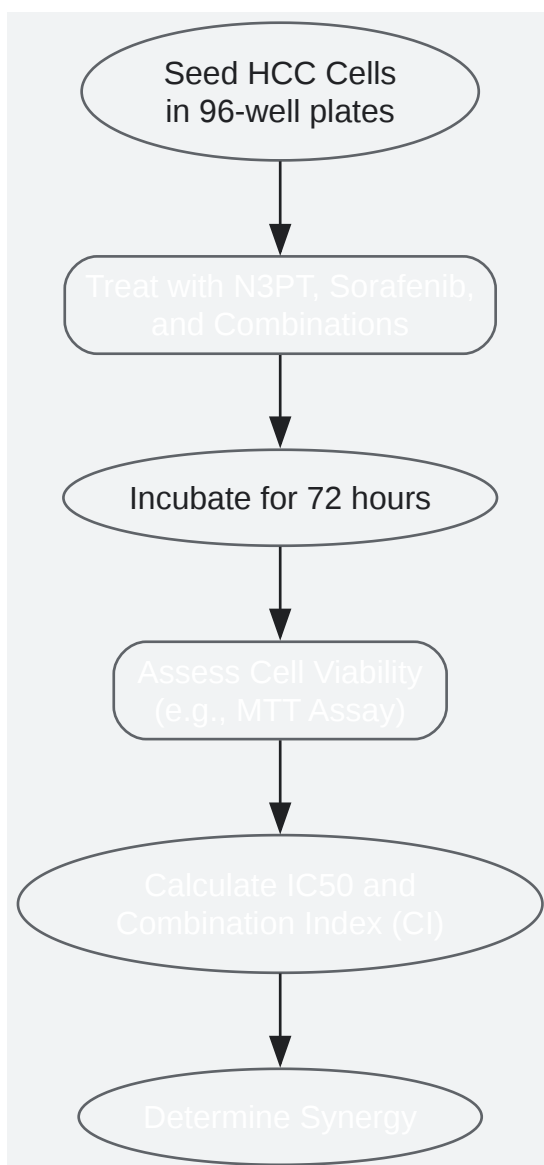 Seed HCC Cells
in 96-well plates
Treat with N3PT, Sorafenib,
and Combinations
Incubate for 72 hours
Assess Cell Viability
(e.g., MTT Assay)
Calculate IC50 and
Combination Index (CI)
Determine Synergy